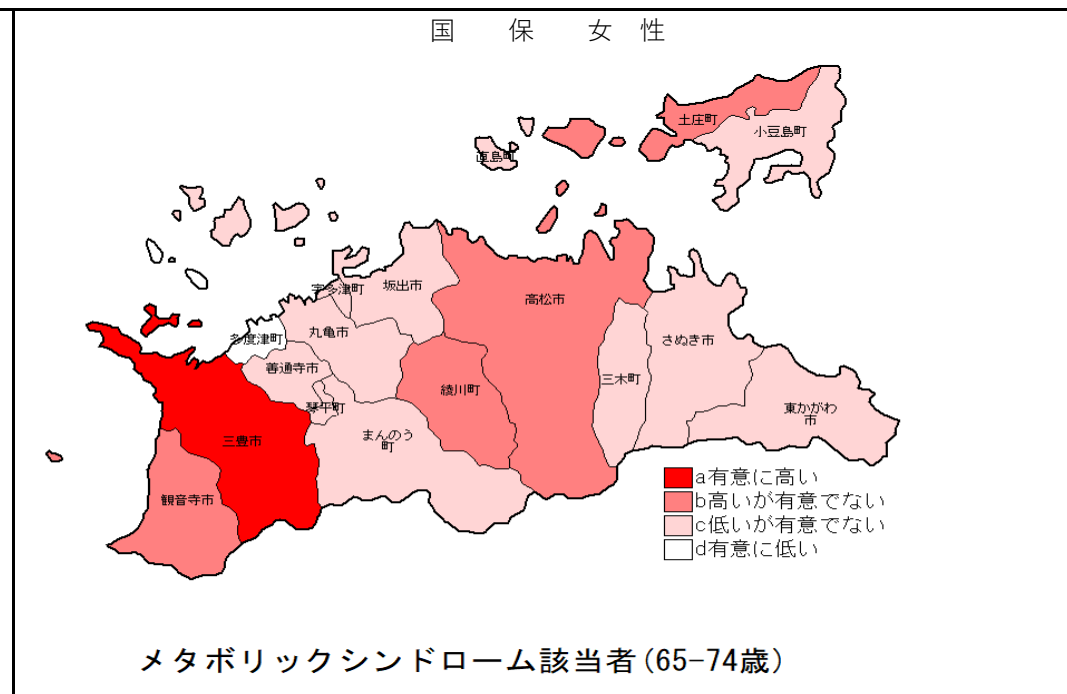 国保女性
土庄町
小豆島町
直島町
宇多津町
坂出市
高松市
多度津町
丸亀市
さぬき市
善通寺市
三木町
綾川町
琴平町
東かがわ
市
まんのう
町
三豊市
観音寺市
a有意に高い
b高いが有意でない
c低いが有意でない
d有意に低い
メタボリックシンドローム該当者(65-74歳)